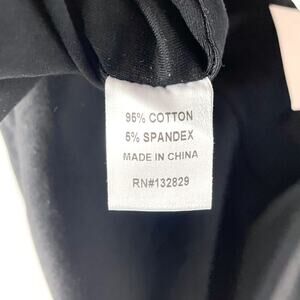 95% COTTON
5% SPANDEX
MADE IN CHINA
RN#132829